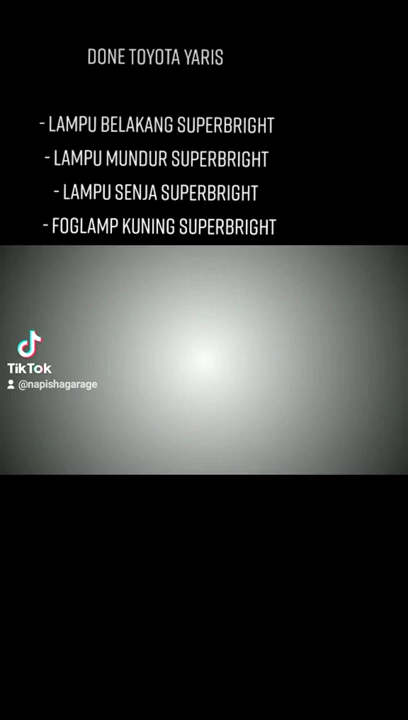 DONE TOYOTA YARIS
- LAMPU BELAKANG SUPERBRIGHT
- LAMPU MUNDUR SUPERBRIGHT
- LAMPU SENJA SUPERBRIGHT
- FOGLAMP KUNING SUPERBRIGHT
TikTok
@napishagarage